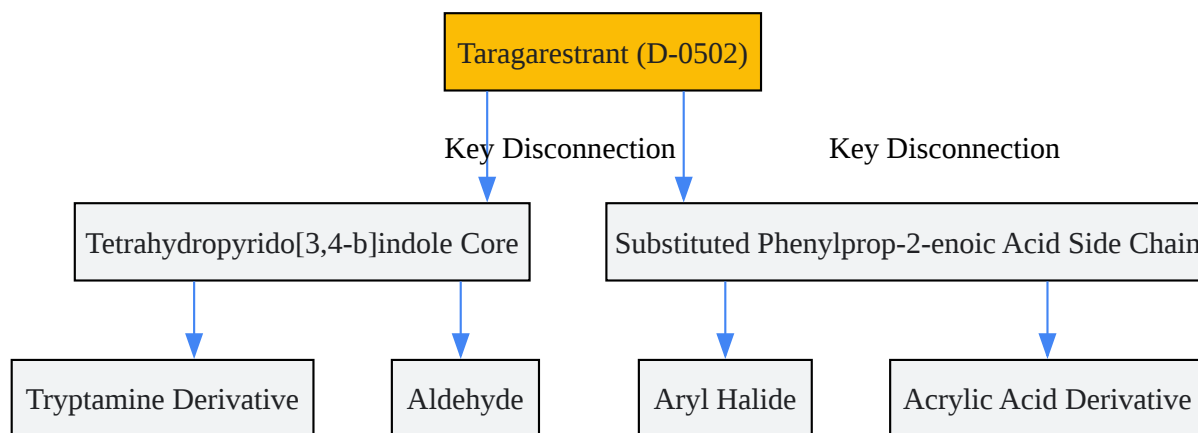 Taragarestrant (D-0502)
Key Disconnection
Key Disconnection
Tetrahydropyrido[3,4-b]indole Core
Substituted Phenylprop-2-enoic Acid Side Chain
Tryptamine Derivative
Aldehyde
Aryl Halide
Acrylic Acid Derivative